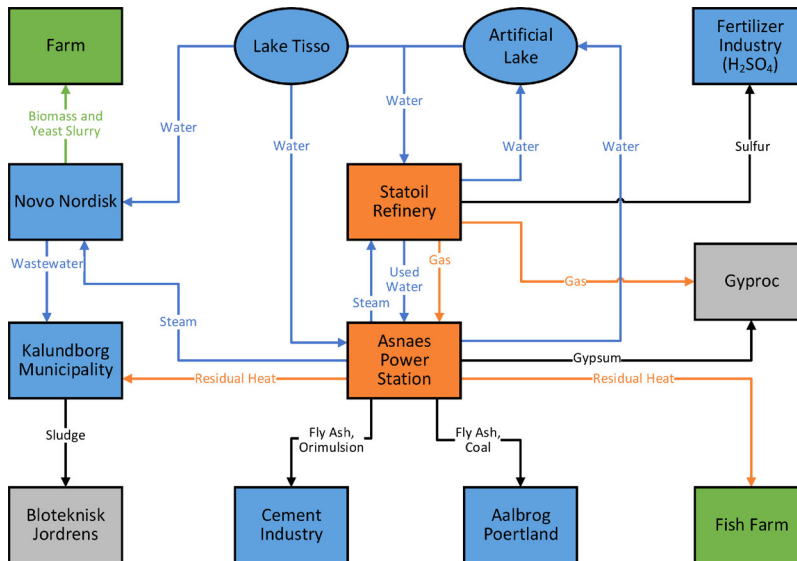 Farm
Lake Tisso
Artificial
Lake
Fertilizer
Industry
(H₂SO₄)
Biomass and
Yeast Slurry
Water
Water
Water
Water
Water
Sulfur
Novo Nordisk
Statoil
Refinery
Wastewater
Steam
Steam
Used
Water
Gas
Gas
Gyproc
Kalundborg
Municipality
Asnaes
Power
Station
Gypsum
Residual Heat
Residual Heat
Sludge
Fly Ash,
Orimulsion
Fly Ash,
Coal
Bloteknisk
Jordrens
Cement
Industry
Aalbrog
Poertland
Fish Farm